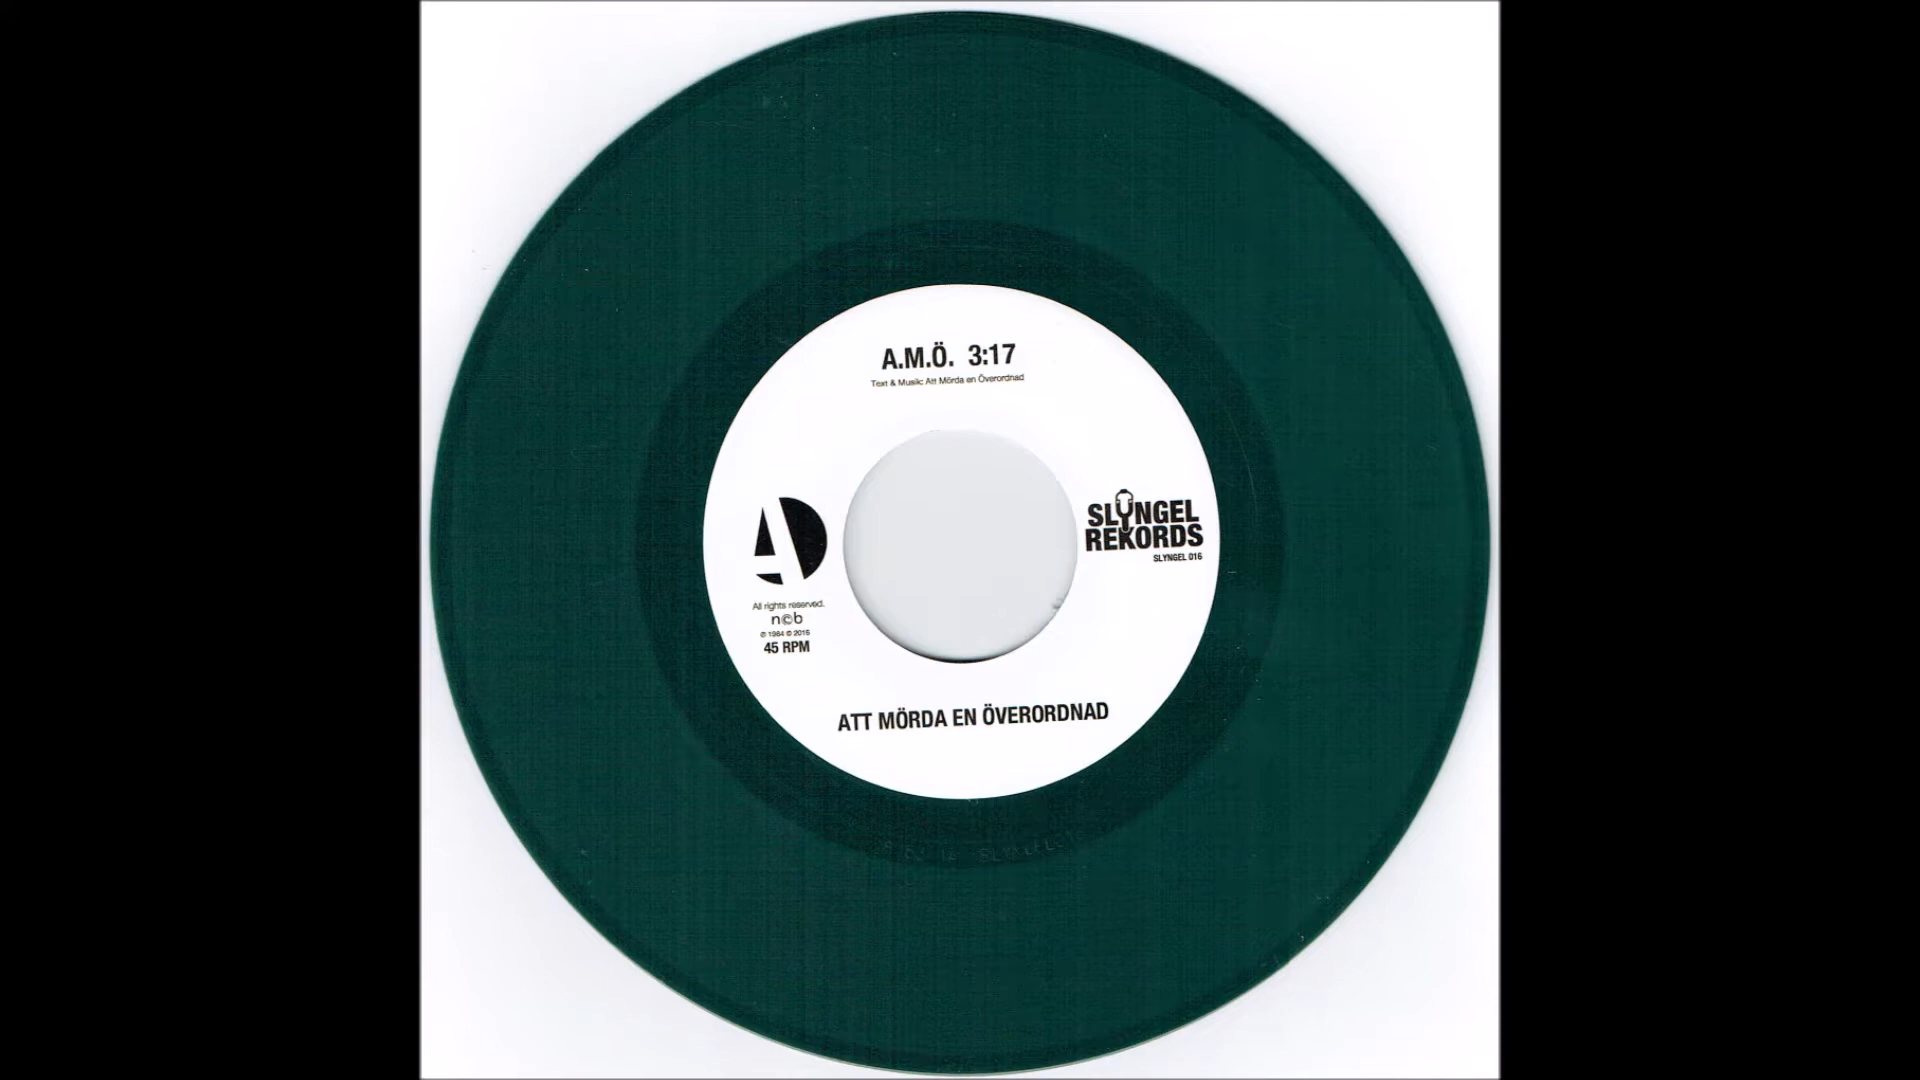 A.M.Ö. 3:17
Text & Musik: Att Mörda en Överordnad
SLYNGEL
REKORDS
SLYNGEL 016
All rights reserved.
n©b
℗ 1984 © 2015
45 RPM
ATT MÖRDA EN ÖVERORDNAD